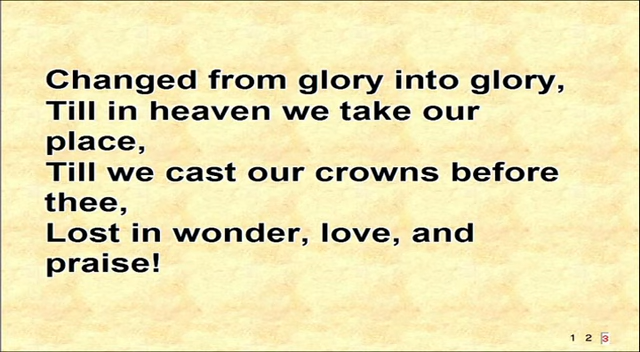 Changed from glory into glory,
Till in heaven we take our
place,
Till we cast our crowns before
thee,
Lost in wonder, love, and
praise!
1 2 3